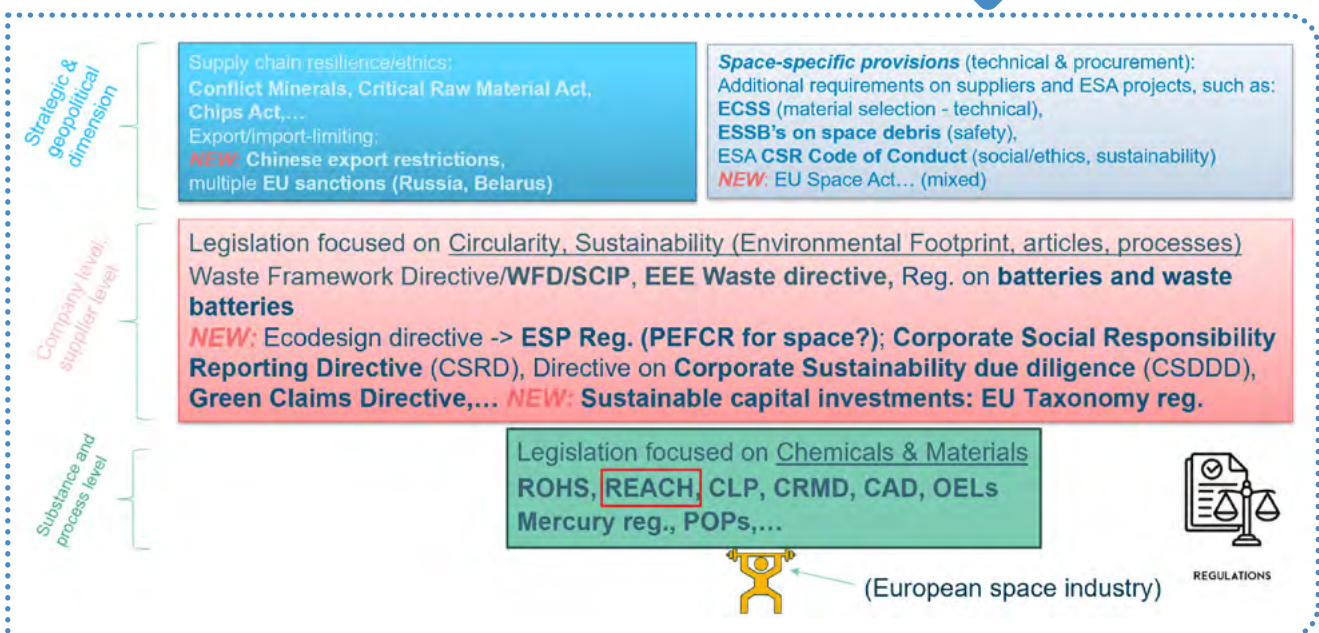 Strategic &
geopolitical
dimension
Supply chain resilience/ethics:
Conflict Minerals, Critical Raw Material Act,
Chips Act,...
Export/import-limiting:
NEW: Chinese export restrictions,
multiple EU sanctions (Russia, Belarus)
Space-specific provisions (technical & procurement):
Additional requirements on suppliers and ESA projects, such as:
ECSS (material selection - technical),
ESSB's on space debris (safety),
ESA CSR Code of Conduct (social/ethics, sustainability)
NEW: EU Space Act... (mixed)
Company level,
supplier level
Legislation focused on Circularity, Sustainability (Environmental Footprint, articles, processes)
Waste Framework Directive/WFD/SCIP, EEE Waste directive, Reg. on batteries and waste
batteries
NEW: Ecodesign directive -> ESP Reg. (PEFCR for space?); Corporate Social Responsibility
Reporting Directive (CSRD), Directive on Corporate Sustainability due diligence (CSDDD),
Green Claims Directive,... NEW: Sustainable capital investments: EU Taxonomy reg.
Substance and
process level
Legislation focused on Chemicals & Materials
ROHS, REACH, CLP, CRMD, CAD, OELs
Mercury reg., POPs,...
REGULATIONS
(European space industry)